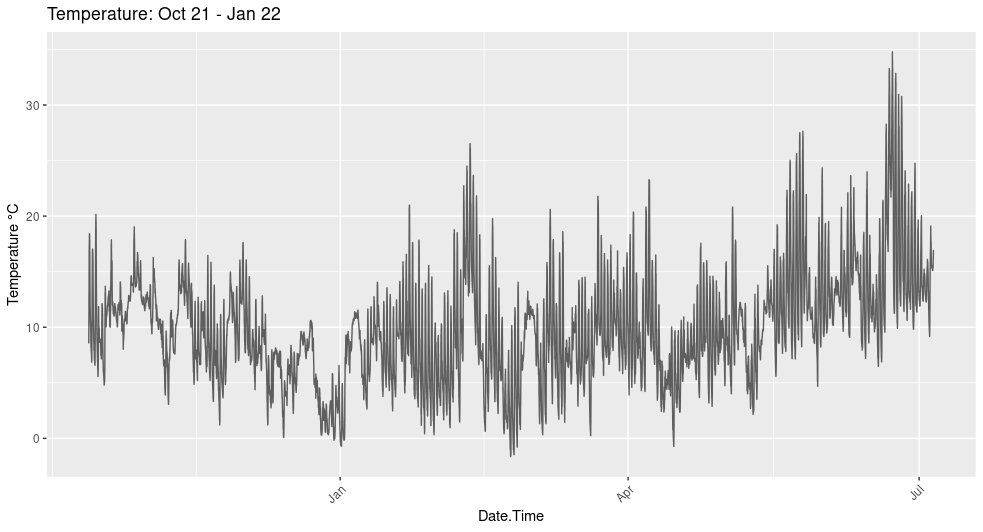 Temperature: Oct 21 - Jan 22
30
20
10
0
Temperature °C
Jan
Apr
Jul
Date.Time